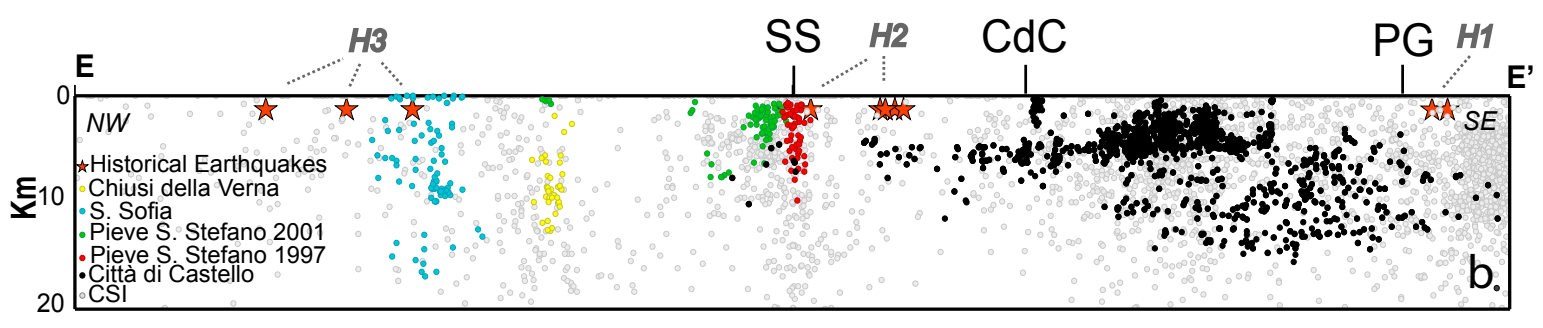 SS
CdC
PG
H3
H2
H1
E
E’
0
NW
SE
Historical Earthquakes
Chiusi della Verna
Km
10
S. Sofia
Pieve S. Stefano 2001
Pieve S. Stefano 1997
Città di Castello
CSI
b.
20